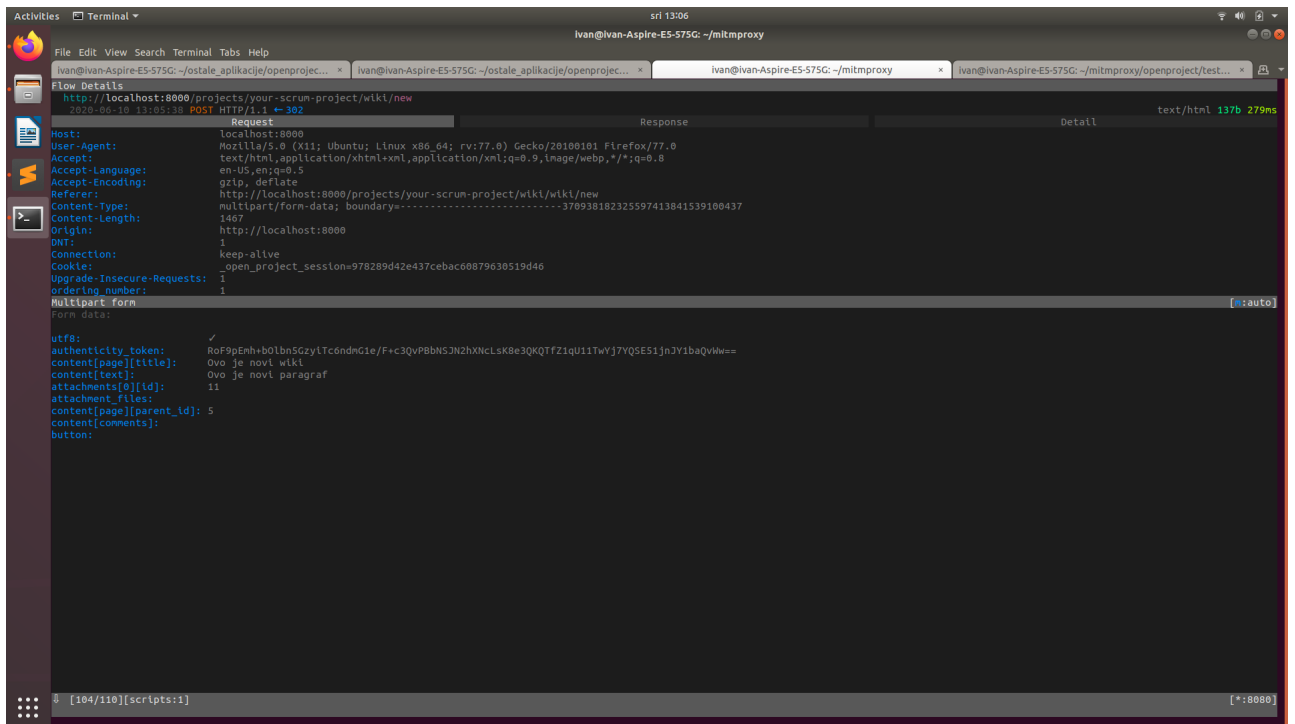 Activities Terminal sri 13:06
ivan@ivan-Aspire-E5-575G: ~/mitmproxy
File Edit View Search Terminal Tabs Help
ivan@ivan-Aspire-E5-575G: ~/ostale_aplikacije/openprojec... × ivan@ivan-Aspire-E5-575G: ~/ostale_aplikacije/openprojec... × ivan@ivan-Aspire-E5-575G: ~/mitmproxy × ivan@ivan-Aspire-E5-575G: ~/mitmproxy/openproject/test... ×
Flow Details
http://localhost:8000/projects/your-scrum-project/wiki/new
2020-06-10 13:05:38 POST HTTP/1.1 ← 302 text/html 137b 279ms
Request Response Detail
Host: localhost:8000
User-Agent: Mozilla/5.0 (X11; Ubuntu; Linux x86_64; rv:77.0) Gecko/20100101 Firefox/77.0
Accept: text/html,application/xhtml+xml,application/xml;q=0.9,image/webp,*/*;q=0.8
Accept-Language: en-US,en;q=0.5
Accept-Encoding: gzip, deflate
Referer: http://localhost:8000/projects/your-scrum-project/wiki/wiki/new
Content-Type: multipart/form-data; boundary=---------------------------370938182325597413841539100437
Content-Length: 1467
Origin: http://localhost:8000
DNT: 1
Connection: keep-alive
Cookie: _open_project_session=978289d42e437cebac60879630519d46
Upgrade-Insecure-Requests: 1
ordering_number: 1
Multipart form [m:auto]
Form data:
utf8: ✓
authenticity_token: RoF9pEmh+bOlbnSGzyiTc6ndmG1e/F+c3QvPBbNSJN2hXNcLsK8e3QKQTfZ1qU11TwYj7YQSES1jnJY1baQvWw==
content[page][title]: Ovo je novi wiki
content[text]: Ovo je novi paragraf
attachments[0][id]: 11
attachment_files:
content[page][parent_id]: 5
content[comments]:
button:
⇩ [104/110][scripts:1] [*:8080]